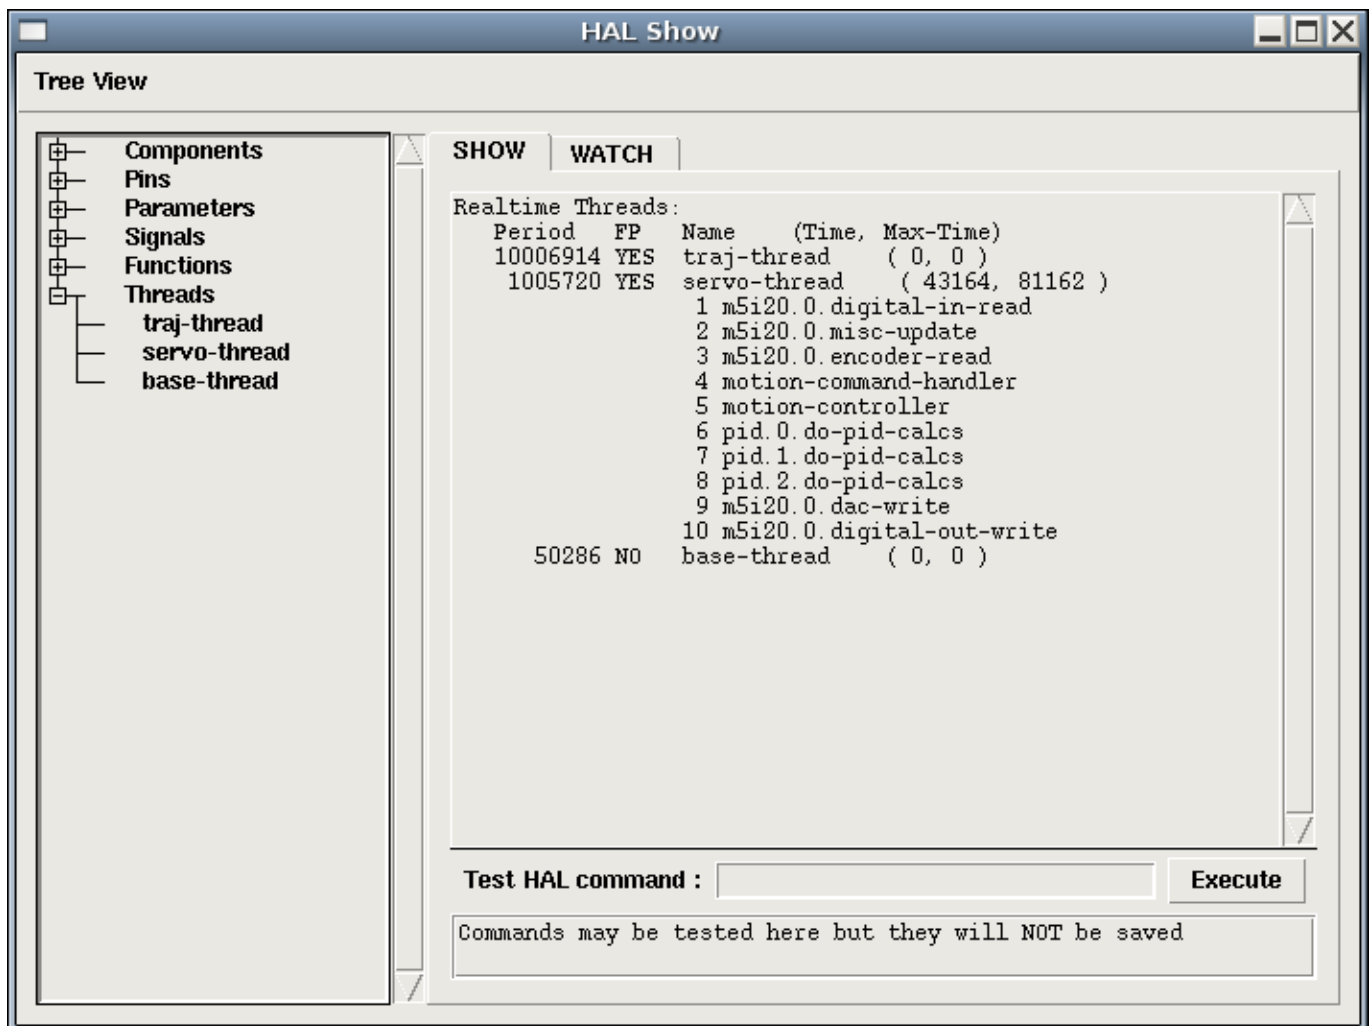 HAL Show
Tree View
Components
Pins
Parameters
Signals
Functions
Threads
traj-thread
servo-thread
base-thread
SHOW WATCH
Realtime Threads:
Period FP Name (Time, Max-Time)
10006914 YES traj-thread ( 0, 0 )
1005720 YES servo-thread ( 43164, 81162 )
1 m5i20.0.digital-in-read
2 m5i20.0.misc-update
3 m5i20.0.encoder-read
4 motion-command-handler
5 motion-controller
6 pid.0.do-pid-calcs
7 pid.1.do-pid-calcs
8 pid.2.do-pid-calcs
9 m5i20.0.dac-write
10 m5i20.0.digital-out-write
50286 NO base-thread ( 0, 0 )
Test HAL command : Execute
Commands may be tested here but they will NOT be saved